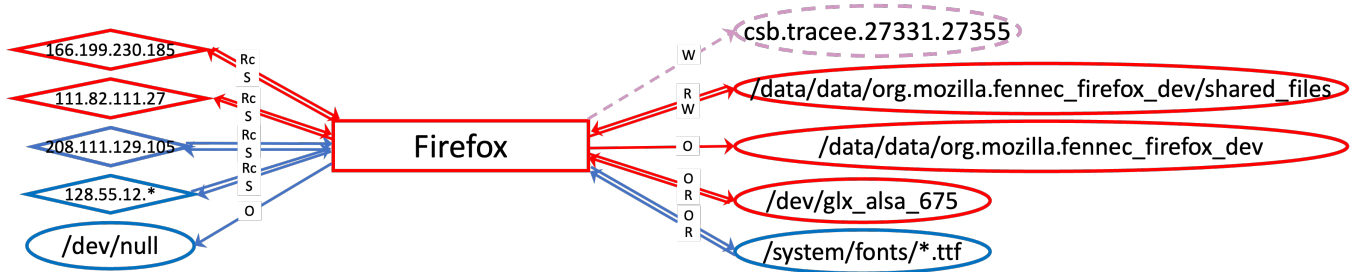 166.199.230.185
111.82.111.27
208.111.129.105
128.55.12.*
/dev/null
Rc
S
Rc
S
Rc
S
Rc
S
O
Firefox
W
R
W
O
O
R
O
R
csb.tracee.27331.27355
/data/data/org.mozilla.fennec_firefox_dev/shared_files
/data/data/org.mozilla.fennec_firefox_dev
/dev/glx_alsa_675
/system/fonts/*.ttf